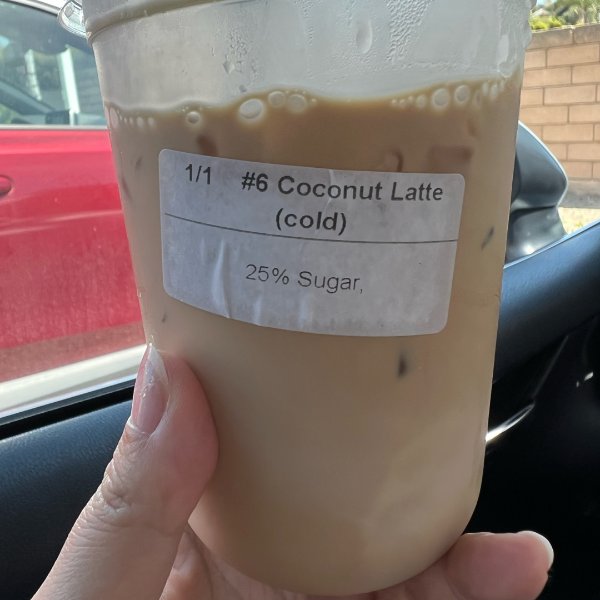 1/1 #6 Coconut Latte
(cold)
25% Sugar,